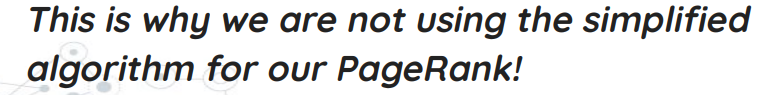 This is why we are not using the simplified
algorithm for our PageRank!